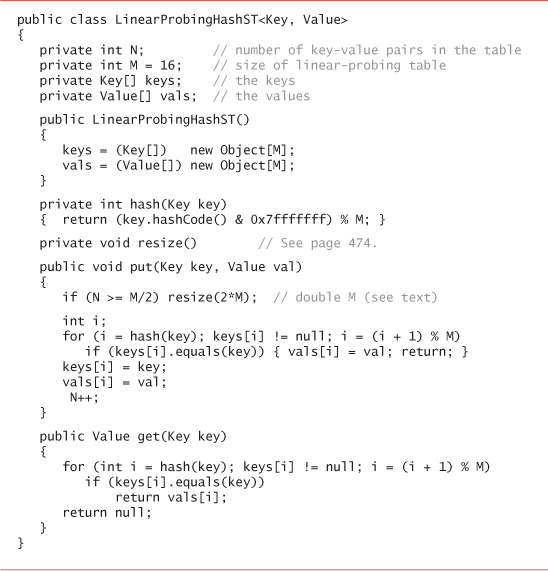 public class LinearProbingHashST<Key, Value>
{
   private int N;         // number of key-value pairs in the table
   private int M = 16;    // size of linear-probing table
   private Key[] keys;    // the keys
   private Value[] vals;  // the values
   public LinearProbingHashST()
   {
      keys = (Key[])   new Object[M];
      vals = (Value[]) new Object[M];
   }
   private int hash(Key key)
   {  return (key.hashCode() & 0x7fffffff) % M; }
   private void resize()        // See page 474.
   public void put(Key key, Value val)
   {
      if (N >= M/2) resize(2*M);  // double M (see text)
      int i;
      for (i = hash(key); keys[i] != null; i = (i + 1) % M)
         if (keys[i].equals(key)) { vals[i] = val; return; }
      keys[i] = key;
      vals[i] = val;
       N++;
   }
   public Value get(Key key)
   {
      for (int i = hash(key); keys[i] != null; i = (i + 1) % M)
         if (keys[i].equals(key))
             return vals[i];
      return null;
   }
}